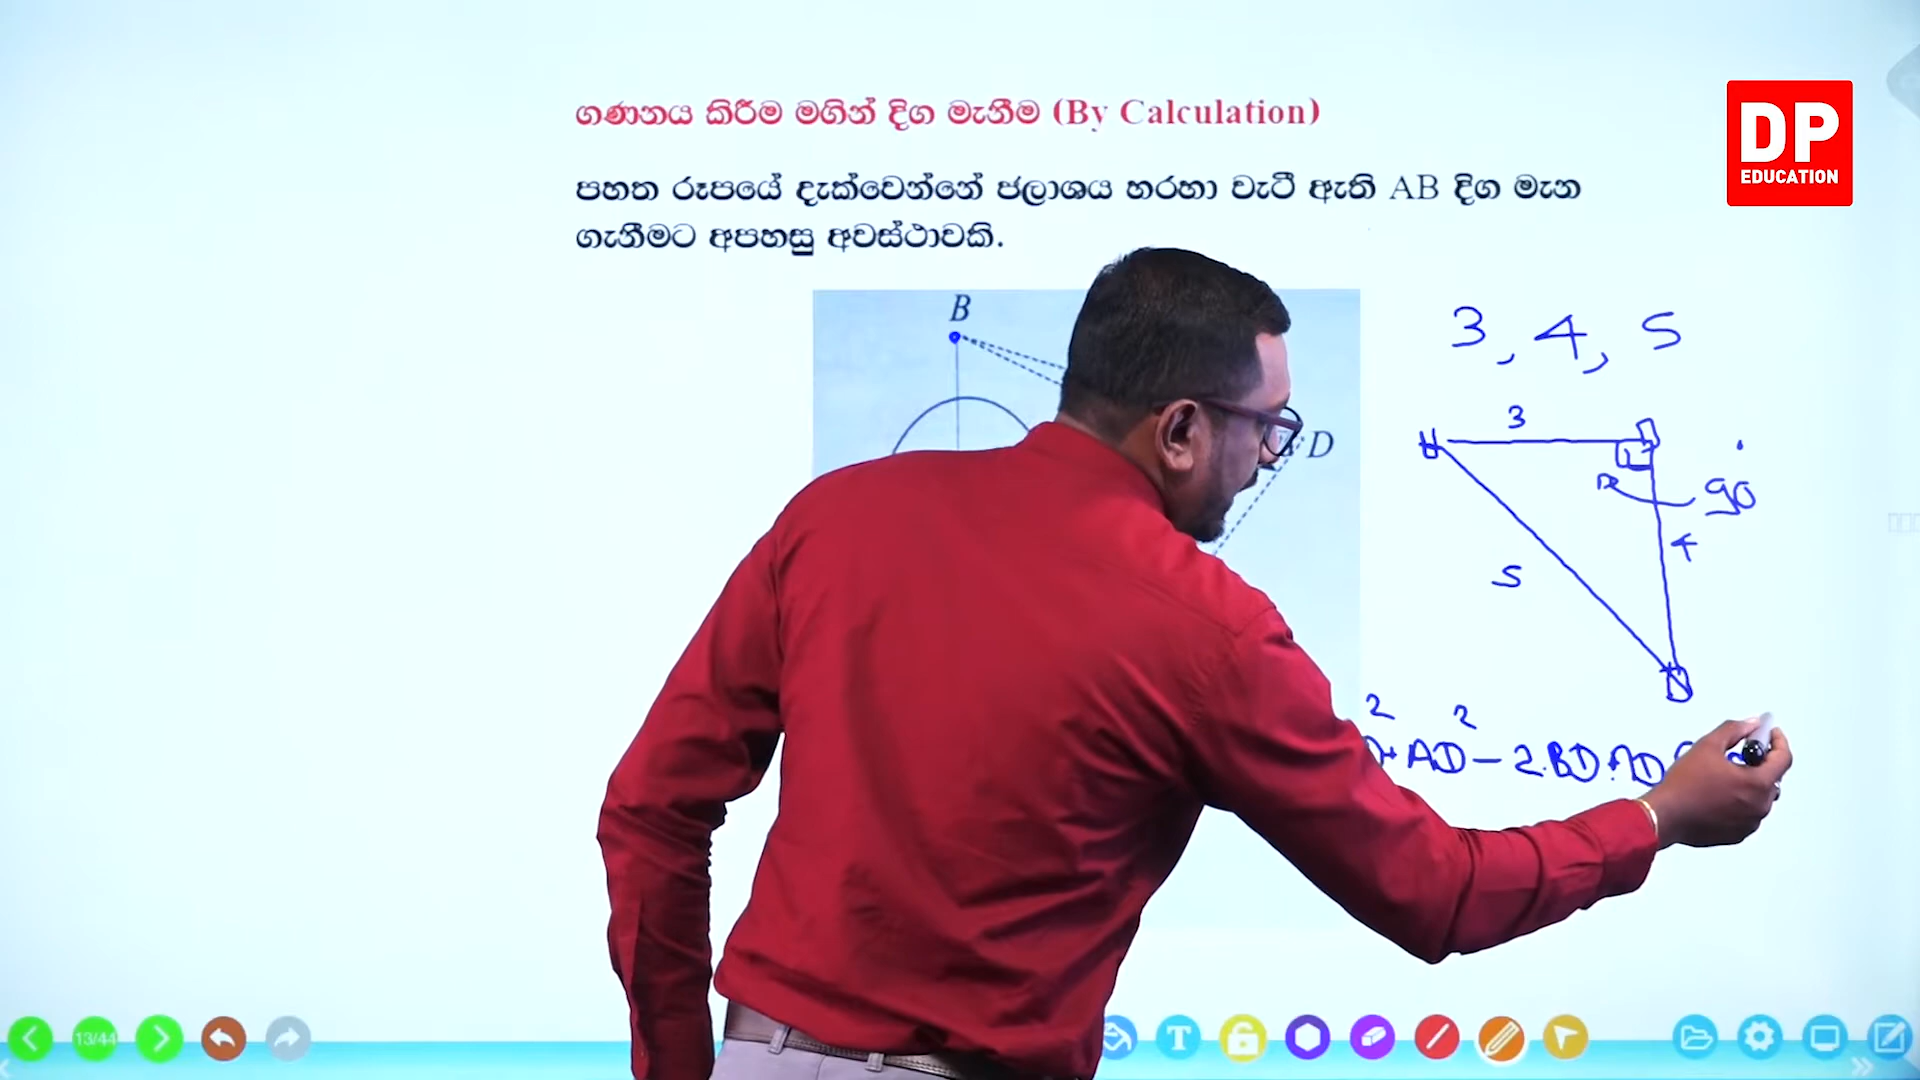 ගණනය කිරීම මගින් දිග මැනීම (By Calculation)
පහත රූපයේ දැක්වෙන්නේ ජලාශය හරහා වැටී ඇති AB දිග මැන
ගැනීමට අපහසු අවස්ථාවකි.
DP
EDUCATION
B
D
3, 4, 5
3
90
4
5
2 2
+ AD - 2.BD.AD
13/44
T